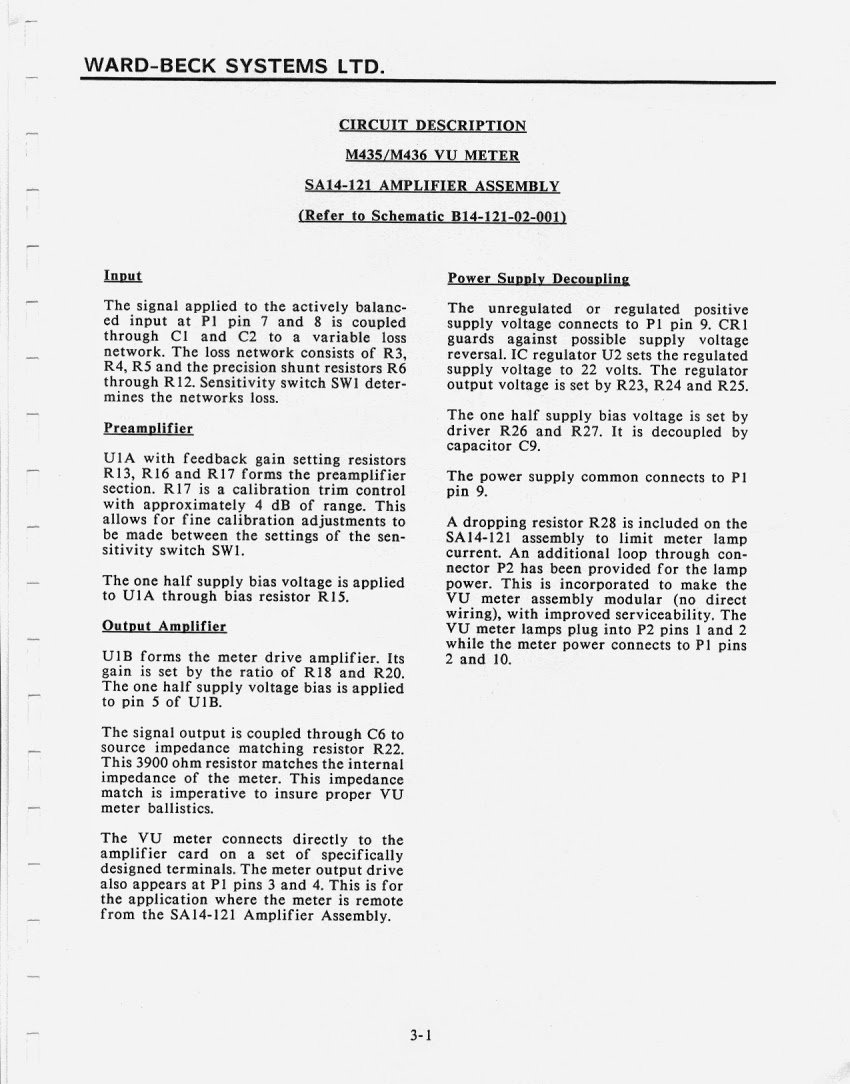 WARD-BECK SYSTEMS LTD.
CIRCUIT DESCRIPTION
M435/M436 VU METER
SA14-121 AMPLIFIER ASSEMBLY
(Refer to Schematic B14-121-02-001)
Input
The signal applied to the actively balanc-
ed input at P1 pin 7 and 8 is coupled
through C1 and C2 to a variable loss
network. The loss network consists of R3,
R4, R5 and the precision shunt resistors R6
through R12. Sensitivity switch SW1 deter-
mines the networks loss.
Preamplifier
U1A with feedback gain setting resistors
R13, R16 and R17 forms the preamplifier
section. R17 is a calibration trim control
with approximately 4 dB of range. This
allows for fine calibration adjustments to
be made between the settings of the sen-
sitivity switch SW1.
The one half supply bias voltage is applied
to U1A through bias resistor R15.
Output Amplifier
U1B forms the meter drive amplifier. Its
gain is set by the ratio of R18 and R20.
The one half supply voltage bias is applied
to pin 5 of U1B.
The signal output is coupled through C6 to
source impedance matching resistor R22.
This 3900 ohm resistor matches the internal
impedance of the meter. This impedance
match is imperative to insure proper VU
meter ballistics.
The VU meter connects directly to the
amplifier card on a set of specifically
designed terminals. The meter output drive
also appears at P1 pins 3 and 4. This is for
the application where the meter is remote
from the SA14-121 Amplifier Assembly.
Power Supply Decoupling
The unregulated or regulated positive
supply voltage connects to P1 pin 9. CR1
guards against possible supply voltage
reversal. IC regulator U2 sets the regulated
supply voltage to 22 volts. The regulator
output voltage is set by R23, R24 and R25.
The one half supply bias voltage is set by
driver R26 and R27. It is decoupled by
capacitor C9.
The power supply common connects to P1
pin 9.
A dropping resistor R28 is included on the
SA14-121 assembly to limit meter lamp
current. An additional loop through con-
nector P2 has been provided for the lamp
power. This is incorporated to make the
VU meter assembly modular (no direct
wiring), with improved serviceability. The
VU meter lamps plug into P2 pins 1 and 2
while the meter power connects to P1 pins
2 and 10.
3-1